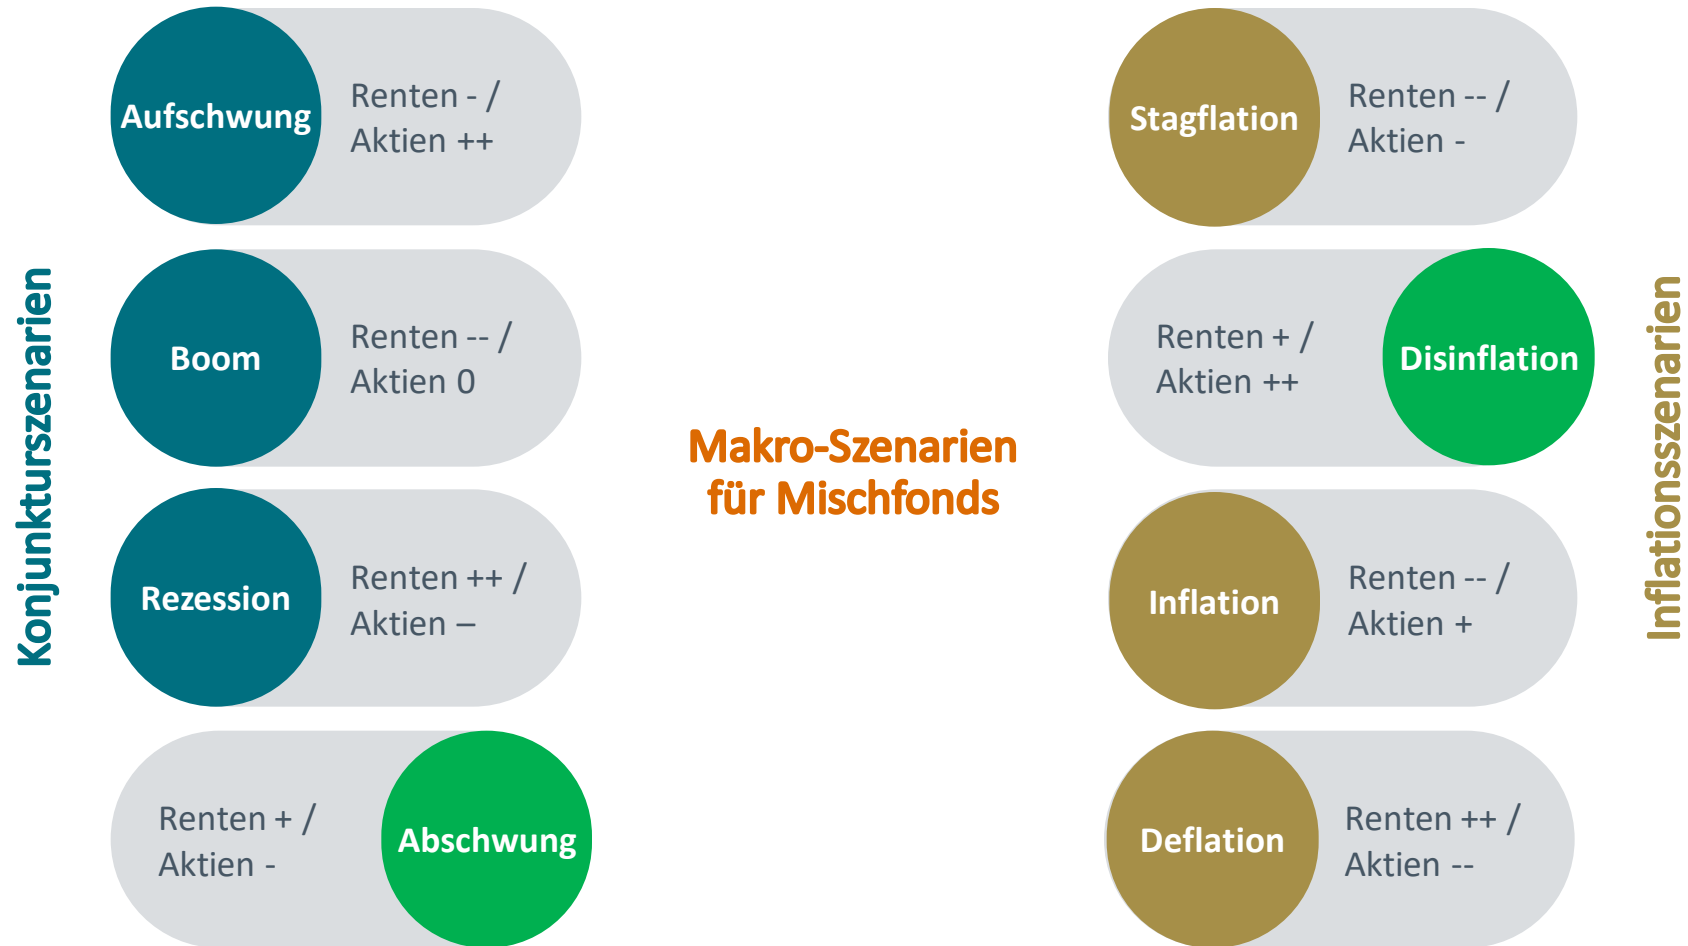 Konjunkturszenarien
Aufschwung
Renten - /
Aktien ++
Boom
Renten -- /
Aktien 0
Rezession
Renten ++ /
Aktien –
Renten + /
Aktien -
Abschwung
Makro-Szenarien
für Mischfonds
Stagflation
Renten -- /
Aktien -
Renten + /
Aktien ++
Disinflation
Inflation
Renten -- /
Aktien +
Deflation
Renten ++ /
Aktien --
Inflationsszenarien